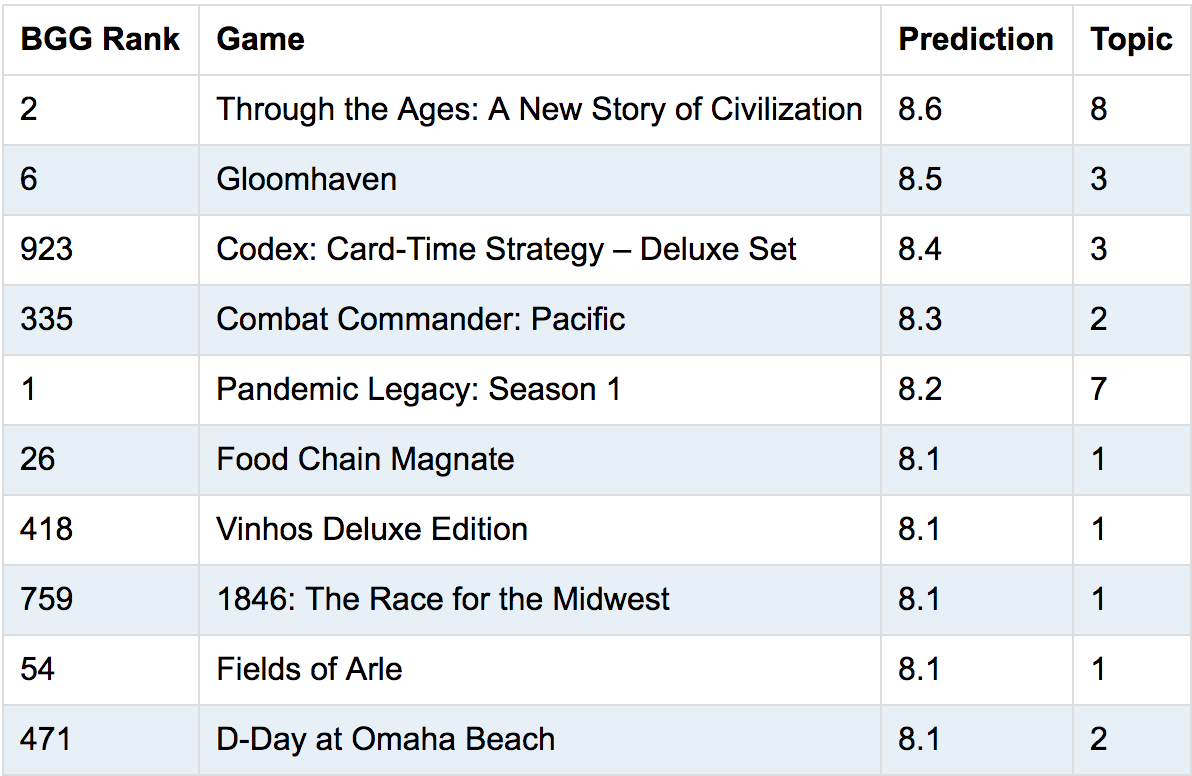 BGG Rank Game Prediction Topic
2 Through the Ages: A New Story of Civilization 8.6 8
6 Gloomhaven 8.5 3
923 Codex: Card-Time Strategy – Deluxe Set 8.4 3
335 Combat Commander: Pacific 8.3 2
1 Pandemic Legacy: Season 1 8.2 7
26 Food Chain Magnate 8.1 1
418 Vinhos Deluxe Edition 8.1 1
759 1846: The Race for the Midwest 8.1 1
54 Fields of Arle 8.1 1
471 D-Day at Omaha Beach 8.1 2